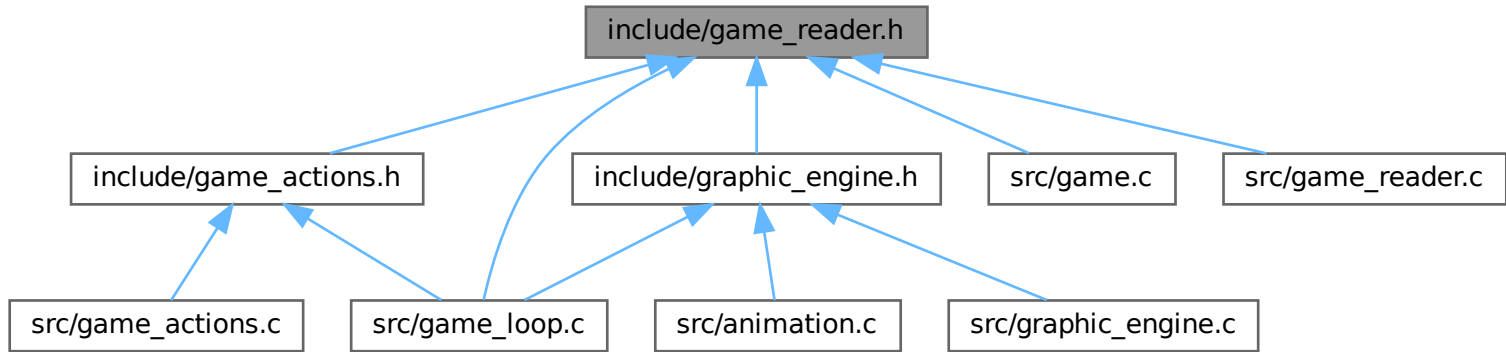 include/game_reader.h
include/game_actions.h
include/graphic_engine.h
src/game.c
src/game_reader.c
src/game_actions.c
src/game_loop.c
src/animation.c
src/graphic_engine.c